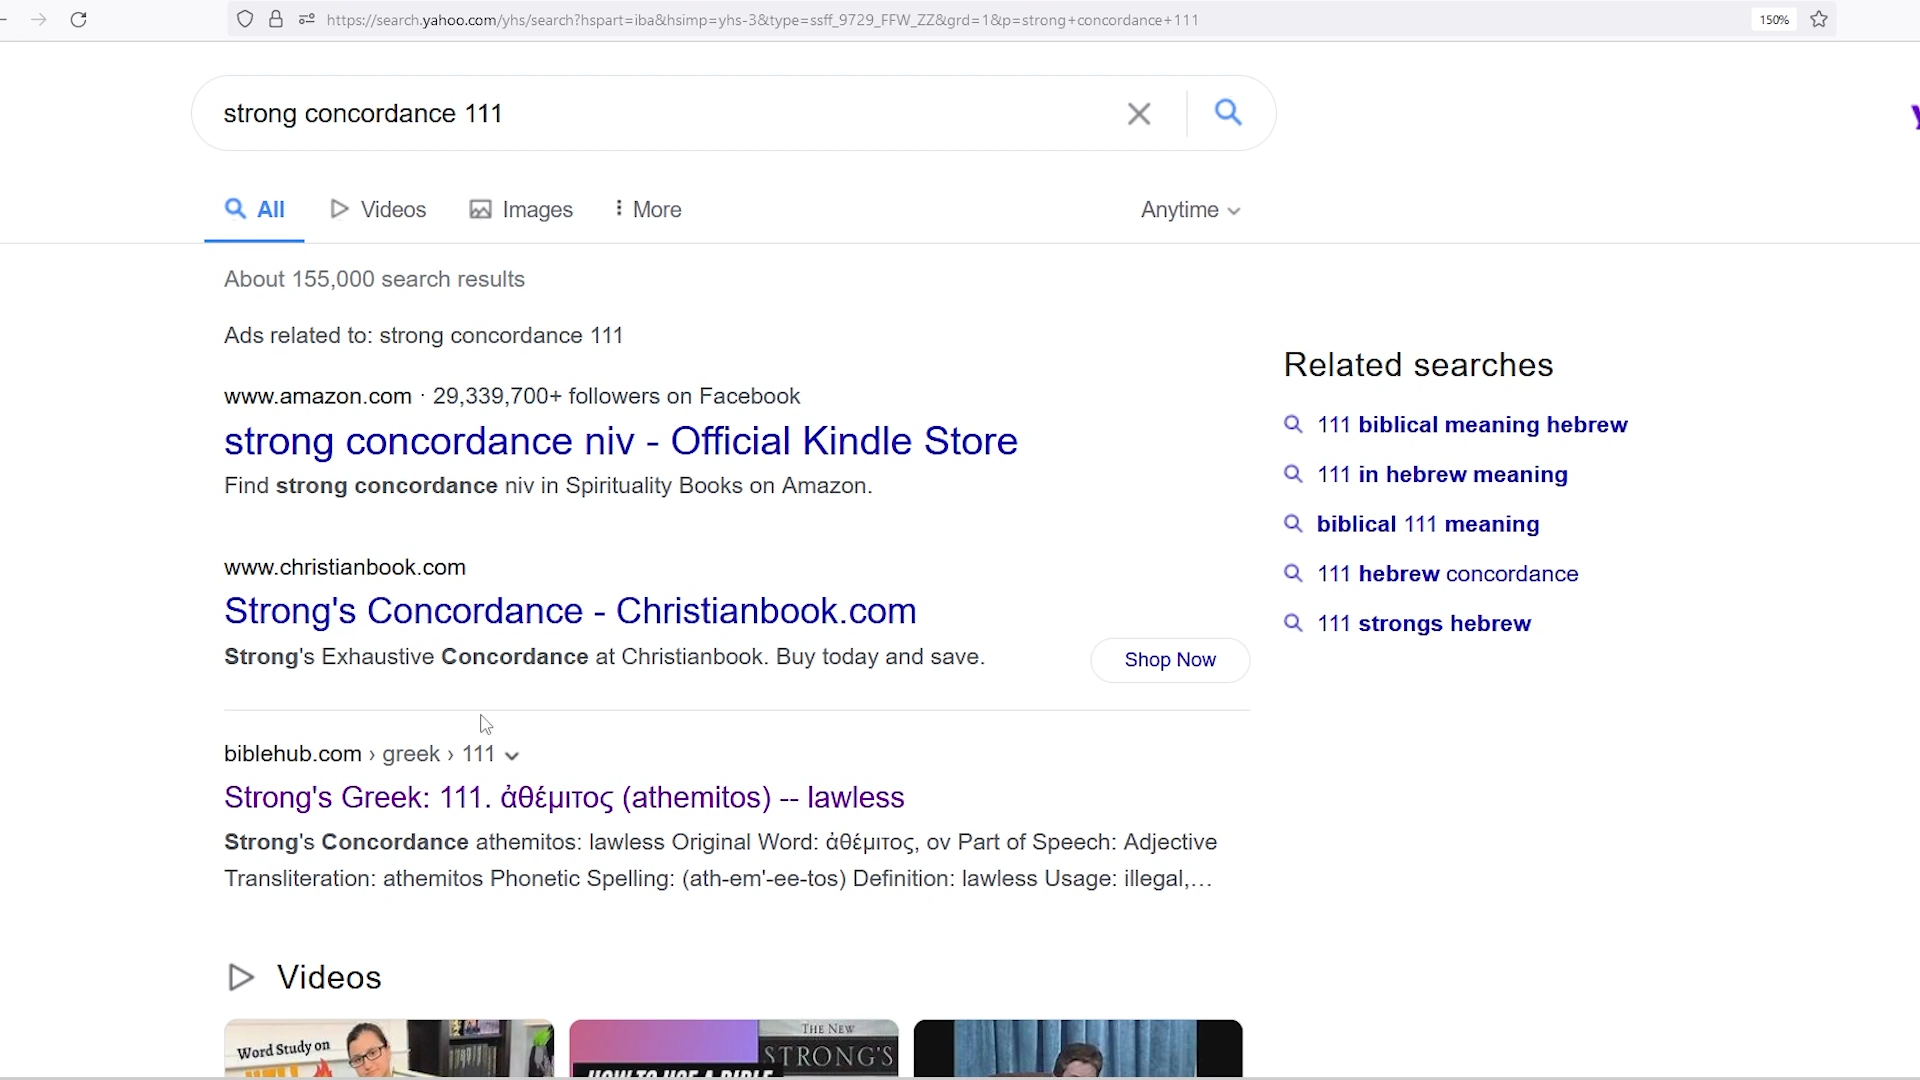 https://search.yahoo.com/yhs/search?hspart=iba&hsimp=yhs-3&type=ssff_9729_FFW_ZZ&grd=1&p=strong+concordance+111
150%
strong concordance 111
All
Videos
Images
More
Anytime
About 155,000 search results
Ads related to: strong concordance 111
www.amazon.com · 29,339,700+ followers on Facebook
strong concordance niv - Official Kindle Store
Find strong concordance niv in Spirituality Books on Amazon.
www.christianbook.com
Strong's Concordance - Christianbook.com
Strong's Exhaustive Concordance at Christianbook. Buy today and save.
Shop Now
biblehub.com › greek › 111
Strong's Greek: 111. ἀθέμιτος (athemitos) -- lawless
Strong's Concordance athemitos: lawless Original Word: ἀθέμιτος, ον Part of Speech: Adjective
Transliteration: athemitos Phonetic Spelling: (ath-em'-ee-tos) Definition: lawless Usage: illegal,...
Videos
Word Study on
THE NEW
STRONG'S
HOW TO USE A BIBLE
Related searches
111 biblical meaning hebrew
111 in hebrew meaning
biblical 111 meaning
111 hebrew concordance
111 strongs hebrew